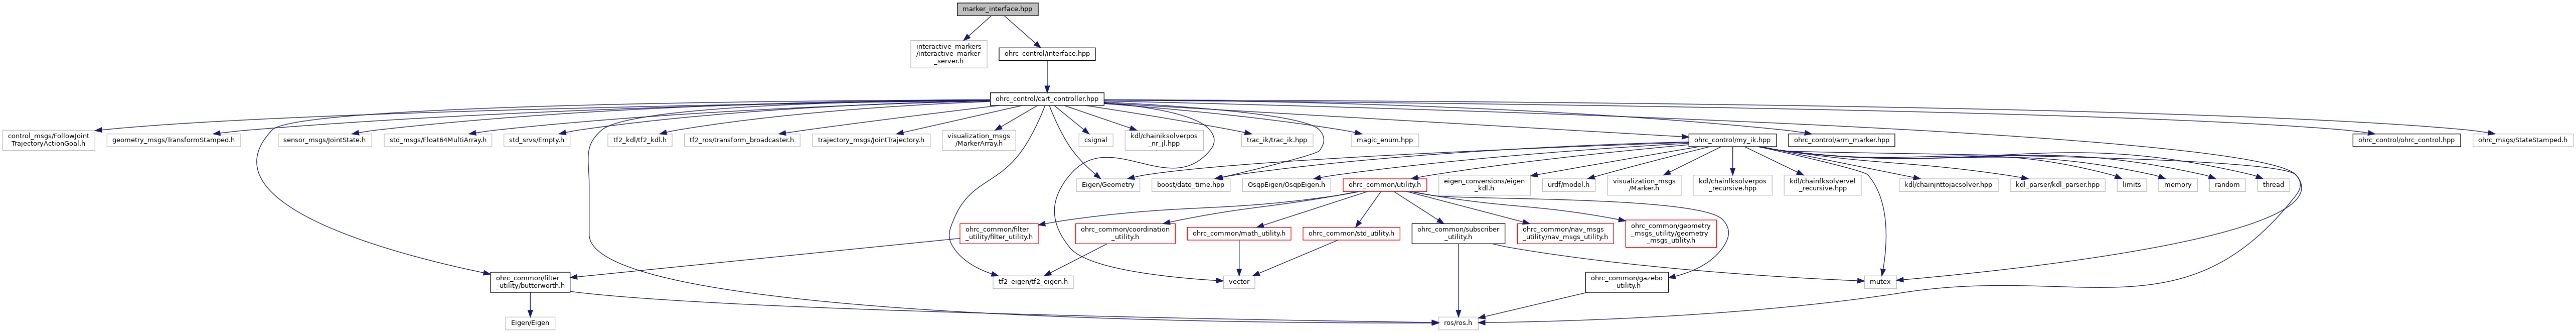 marker_interface.hpp
interactive_markers
/interactive_marker
_server.h
ohrc_control/interface.hpp
ohrc_control/cart_controller.hpp
control_msgs/FollowJoint
TrajectoryActionGoal.h
geometry_msgs/TransformStamped.h
sensor_msgs/JointState.h
std_msgs/Float64MultiArray.h
std_srvs/Empty.h
tf2_kdl/tf2_kdl.h
tf2_ros/transform_broadcaster.h
trajectory_msgs/JointTrajectory.h
visualization_msgs
/MarkerArray.h
csignal
kdl/chainiksolverpos
_nr_jl.hpp
trac_ik/trac_ik.hpp
magic_enum.hpp
ohrc_control/my_ik.hpp
ohrc_control/arm_marker.hpp
ohrc_control/ohrc_control.hpp
ohrc_msgs/StateStamped.h
Eigen/Geometry
boost/date_time.hpp
OsqpEigen/OsqpEigen.h
ohrc_common/utility.h
eigen_conversions/eigen
_kdl.h
urdf/model.h
visualization_msgs
/Marker.h
kdl/chainfksolverpos
_recursive.hpp
kdl/chainfksolvervel
_recursive.hpp
kdl/chainjnttojacsolver.hpp
kdl_parser/kdl_parser.hpp
limits
memory
random
thread
ohrc_common/filter
_utility/filter_utility.h
ohrc_common/coordination
_utility.h
ohrc_common/math_utility.h
ohrc_common/std_utility.h
ohrc_common/subscriber
_utility.h
ohrc_common/nav_msgs
_utility/nav_msgs_utility.h
ohrc_common/geometry
_msgs_utility/geometry
_msgs_utility.h
ohrc_common/filter
_utility/butterworth.h
tf2_eigen/tf2_eigen.h
vector
ohrc_common/gazebo
_utility.h
mutex
Eigen/Eigen
ros/ros.h